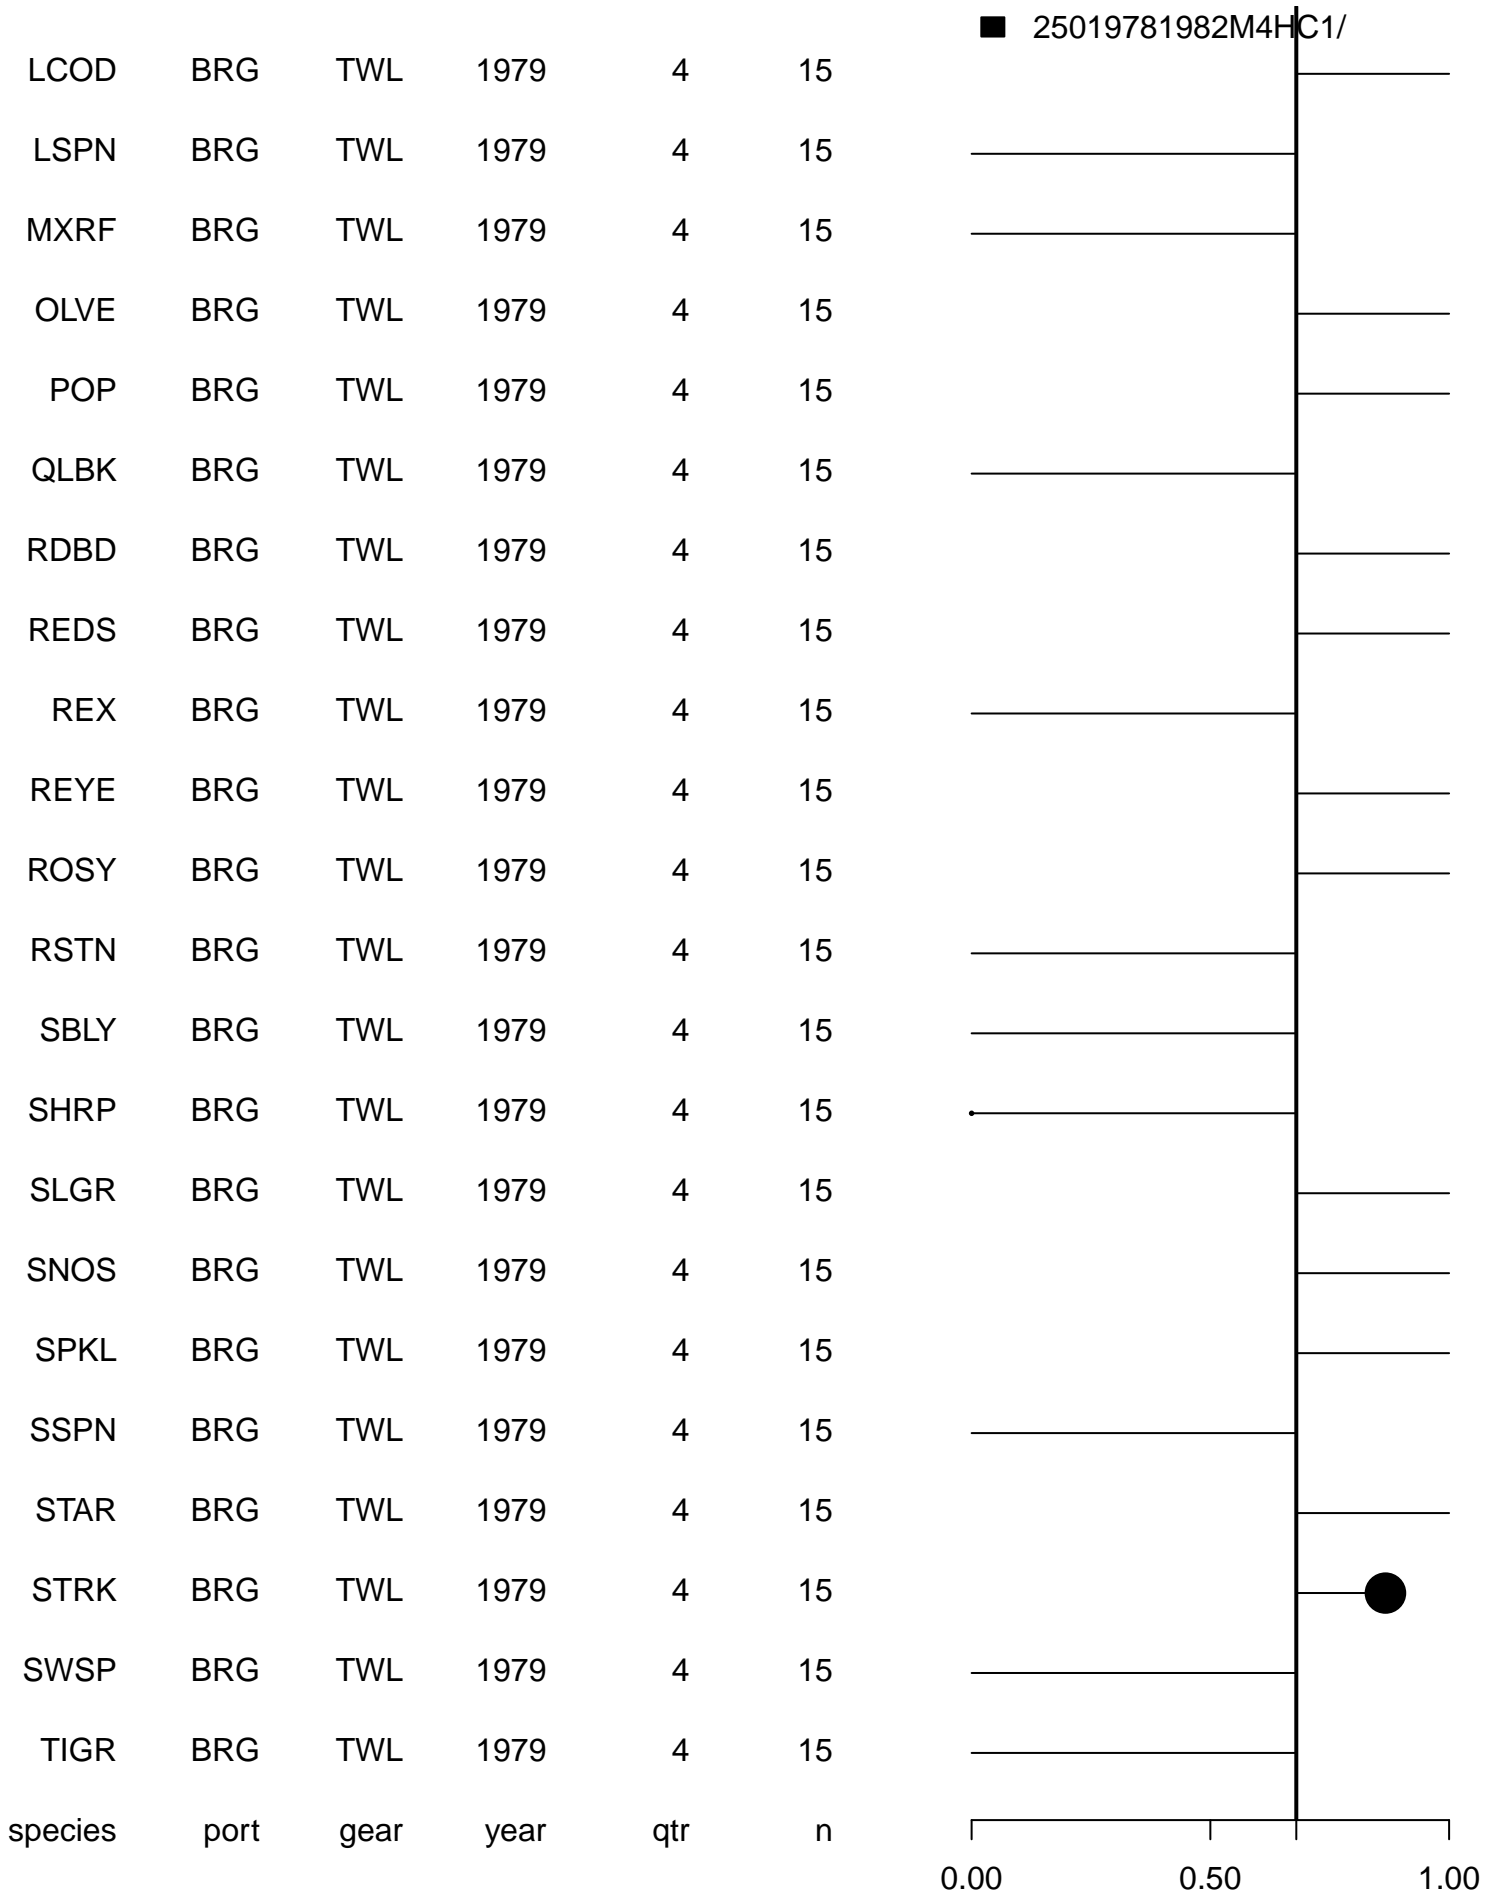 25019781982M4HC1/
LCOD BRG TWL 1979 4 15
LSPN BRG TWL 1979 4 15
MXRF BRG TWL 1979 4 15
OLVE BRG TWL 1979 4 15
POP BRG TWL 1979 4 15
QLBK BRG TWL 1979 4 15
RDBD BRG TWL 1979 4 15
REDS BRG TWL 1979 4 15
REX BRG TWL 1979 4 15
REYE BRG TWL 1979 4 15
ROSY BRG TWL 1979 4 15
RSTN BRG TWL 1979 4 15
SBLY BRG TWL 1979 4 15
SHRP BRG TWL 1979 4 15
SLGR BRG TWL 1979 4 15
SNOS BRG TWL 1979 4 15
SPKL BRG TWL 1979 4 15
SSPN BRG TWL 1979 4 15
STAR BRG TWL 1979 4 15
STRK BRG TWL 1979 4 15
SWSP BRG TWL 1979 4 15
TIGR BRG TWL 1979 4 15
species port gear year qtr n
0.00 0.50 1.00